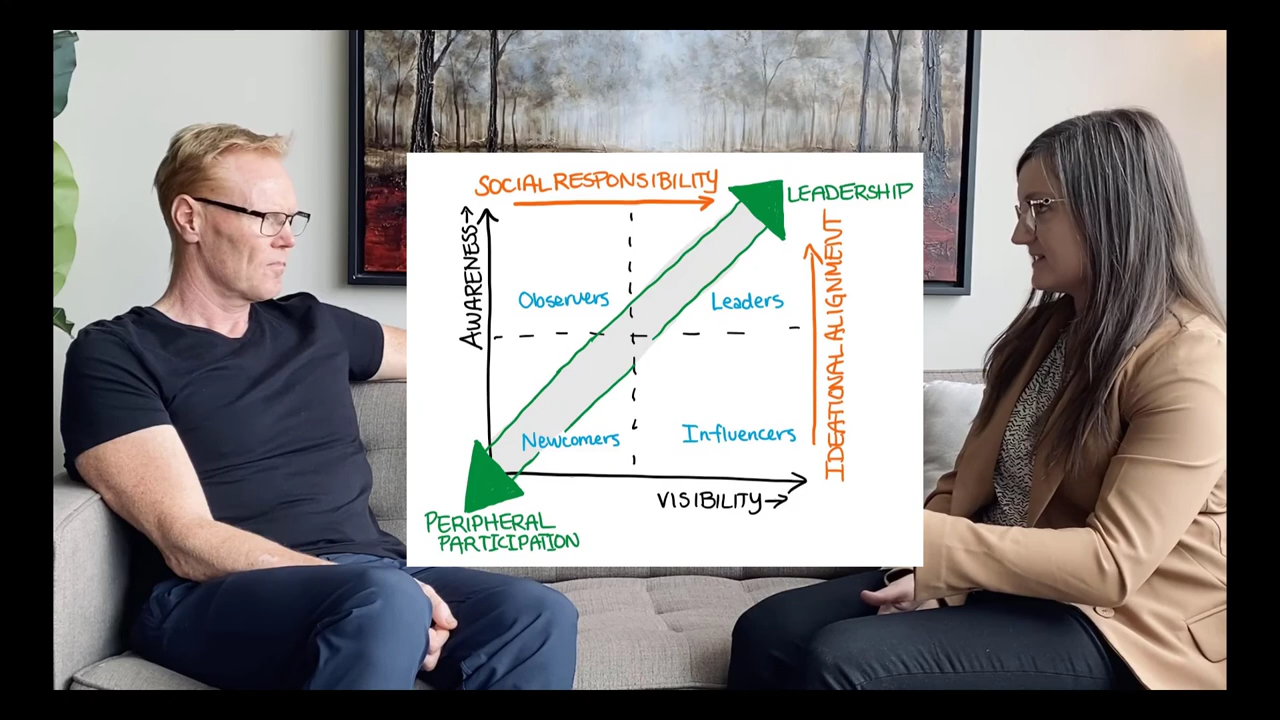 SOCIAL RESPONSIBILITY
LEADERSHIP
AWARENESS→
IDEATIONAL ALIGNMENT
Observers
Leaders
Newcomers
Influencers
VISIBILITY→
PERIPHERAL
PARTICIPATION